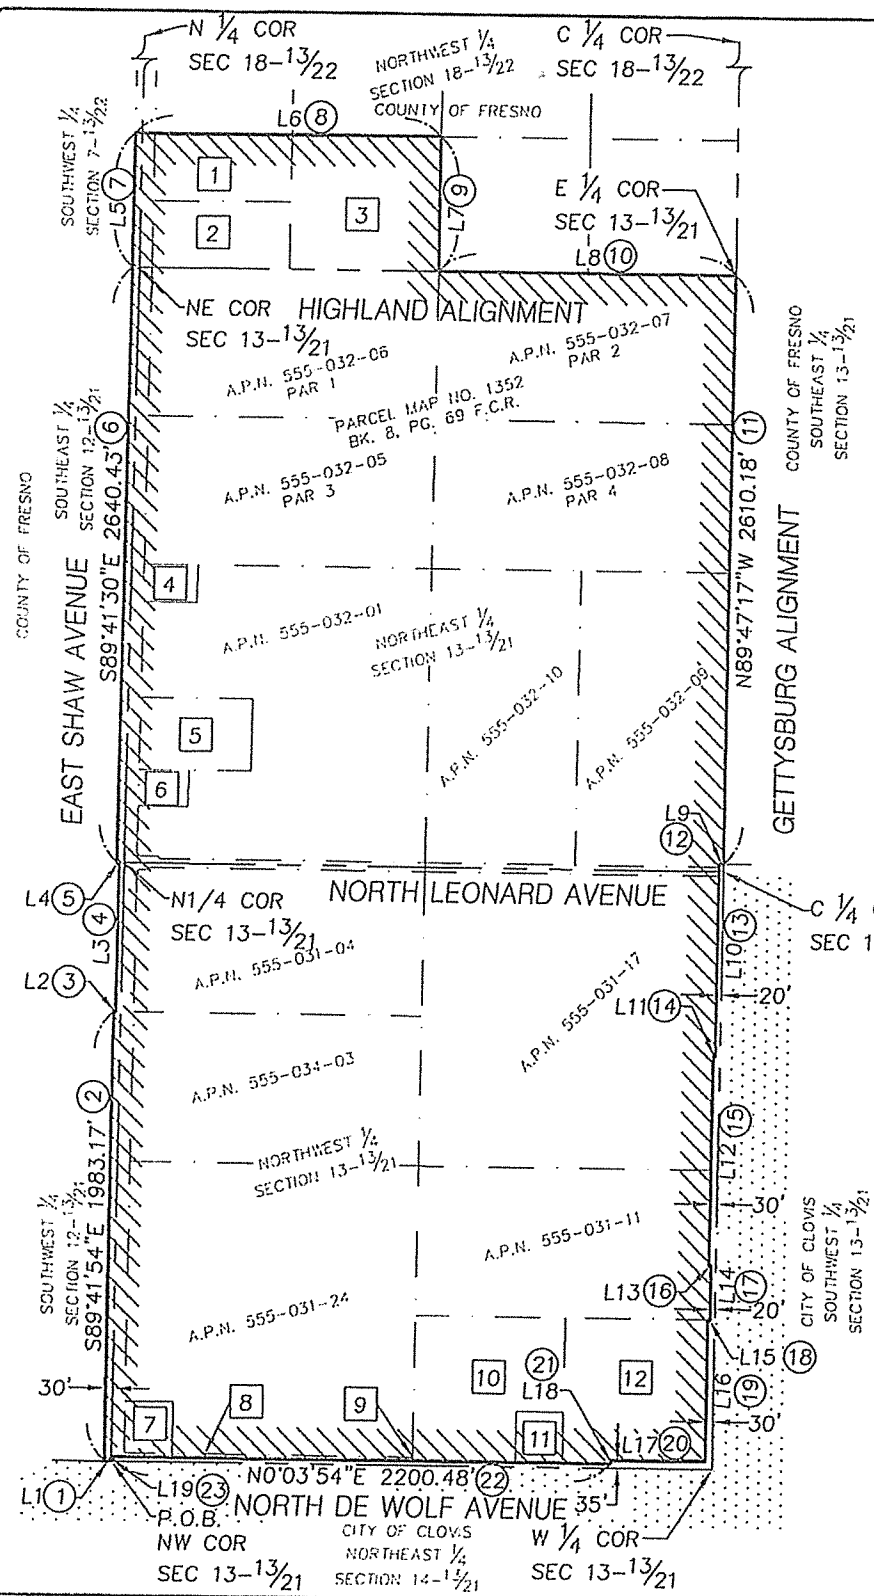 N 1/4 COR
SEC 18-13/22
C 1/4 COR
SEC 18-13/22
NORTHWEST 1/4
SECTION 18-13/22
COUNTY OF FRESNO
L6 8
SOUTHWEST 1/4
SECTION 7-13/22
L5 7
1
2
3
L7 9
E 1/4 COR
SEC 13-13/21
L8 10
NE COR
SEC 13-13/21
HIGHLAND ALIGNMENT
A.P.N. 555-032-06
PAR 1
A.P.N. 555-032-07
PAR 2
PARCEL MAP NO. 1352
BK. 8, PG. 69 F.C.R.
A.P.N. 555-032-05
PAR 3
A.P.N. 555-032-08
PAR 4
COUNTY OF FRESNO
SOUTHEAST 1/4
SECTION 13-13/21
COUNTY OF FRESNO
SOUTHEAST 1/4
SECTION 12-13/21
S89°41'30"E 2640.43' 6
N89°47'17"W 2610.18' 11
EAST SHAW AVENUE
GETTYSBURG ALIGNMENT
4
A.P.N. 555-032-01
NORTHEAST 1/4
SECTION 13-13/21
A.P.N. 555-032-10
A.P.N. 555-032-09
5
6
L9
12
L4 5
N1/4 COR
SEC 13-13/21
NORTH LEONARD AVENUE
C 1/4
SEC 1
L3 4
L10 13
A.P.N. 555-031-04
L2 3
20'
L11 14
A.P.N. 555-031-17
A.P.N. 555-034-03
2
L12 15
NORTHWEST 1/4
SECTION 13-13/21
30'
A.P.N. 555-031-11
SOUTHWEST 1/4
SECTION 12-13/21
S89°41'54"E 1983.17'
CITY OF CLOVIS
SOUTHWEST 1/4
SECTION 13-13/21
L13 16
L14 17
20'
A.P.N. 555-031-24
L15 18
30'
7
8
9
10
21
L18
12
11
L16 19
30'
L17 20
N0°03'54"E 2200.48' 22
L1 1
L19 23
P.O.B.
NW COR
SEC 13-13/21
NORTH DE WOLF AVENUE
35'
CITY OF CLOVIS
NORTHEAST 1/4
SECTION 14-13/21
W 1/4 COR
SEC 13-13/21